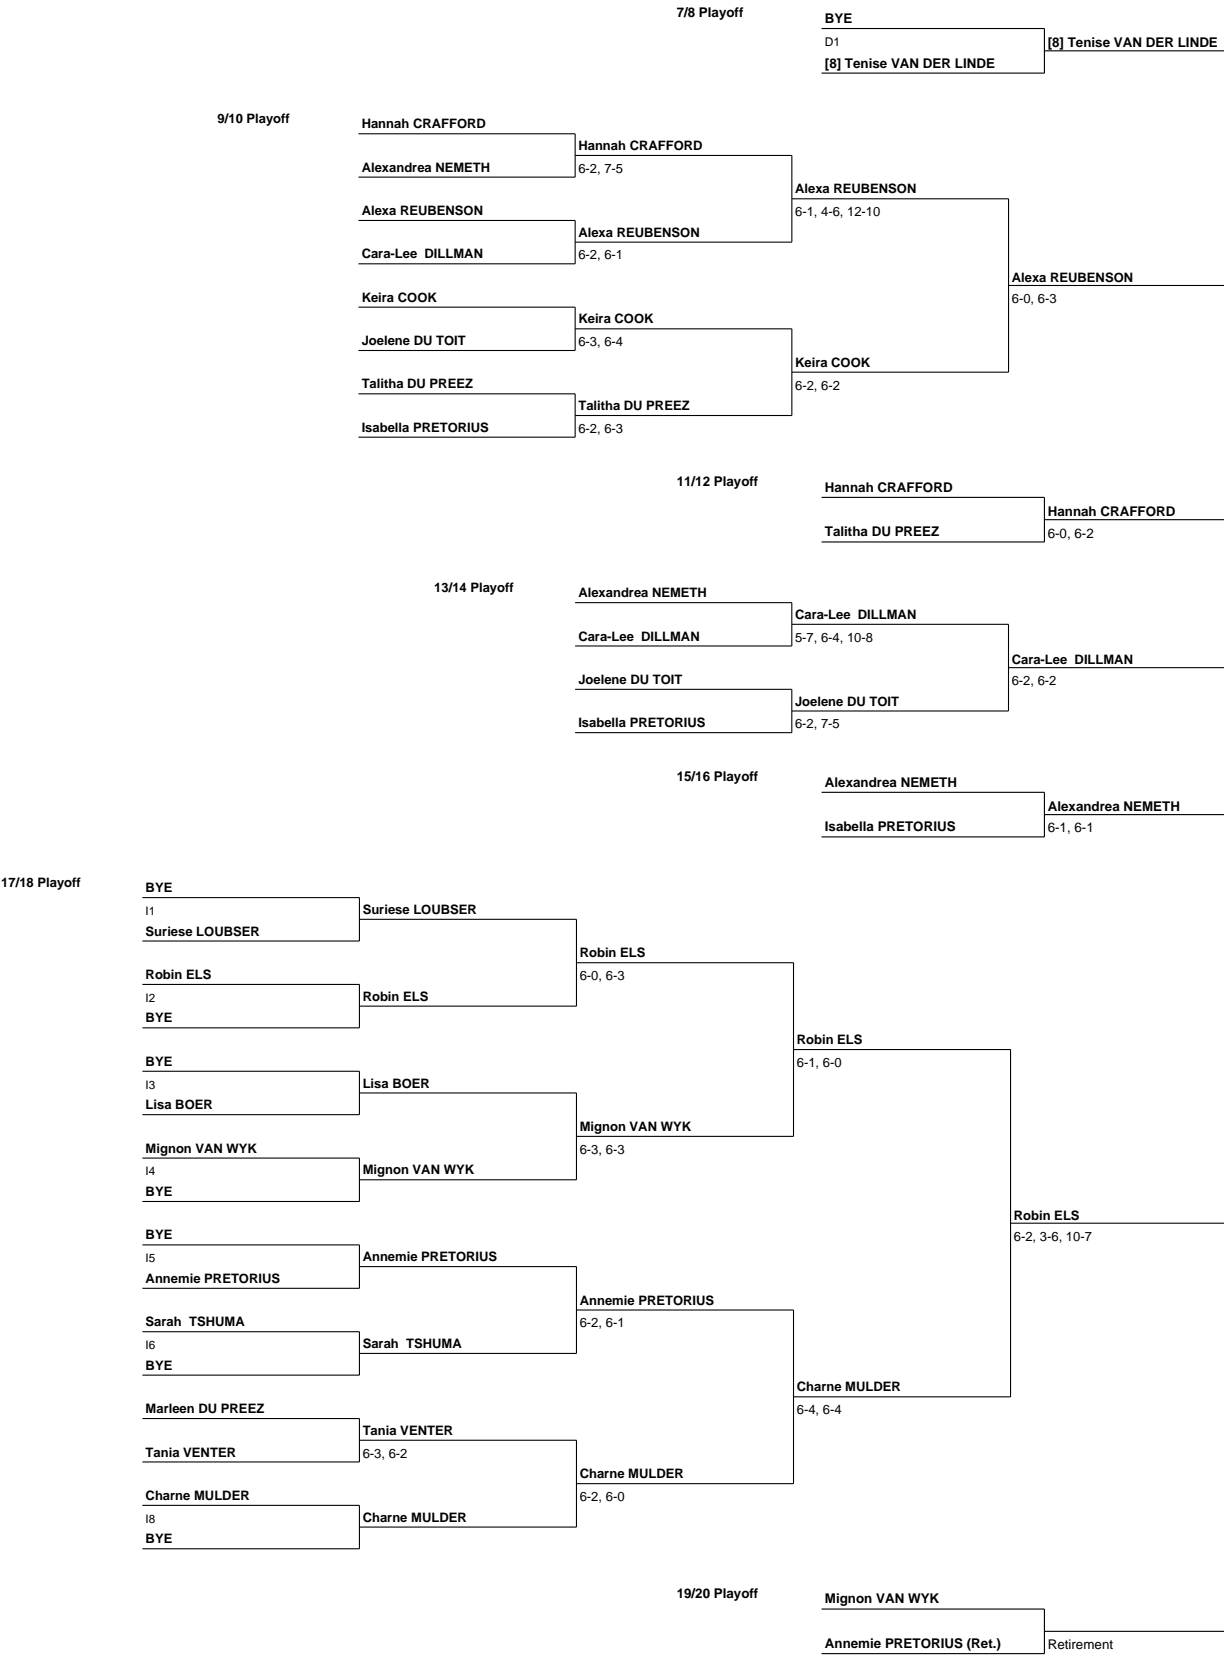 7/8 Playoff
BYE
D1
[8] Tenise VAN DER LINDE
[8] Tenise VAN DER LINDE
9/10 Playoff
Hannah CRAFFORD
Hannah CRAFFORD
Alexandrea NEMETH
6-2, 7-5
Alexa REUBENSON
Alexa REUBENSON
6-1, 4-6, 12-10
Alexa REUBENSON
Cara-Lee DILLMAN
6-2, 6-1
Alexa REUBENSON
Keira COOK
6-0, 6-3
Keira COOK
Joelene DU TOIT
6-3, 6-4
Keira COOK
Talitha DU PREEZ
6-2, 6-2
Talitha DU PREEZ
Isabella PRETORIUS
6-2, 6-3
11/12 Playoff
Hannah CRAFFORD
Hannah CRAFFORD
Talitha DU PREEZ
6-0, 6-2
13/14 Playoff
Alexandrea NEMETH
Cara-Lee DILLMAN
Cara-Lee DILLMAN
5-7, 6-4, 10-8
Cara-Lee DILLMAN
Joelene DU TOIT
6-2, 6-2
Joelene DU TOIT
Isabella PRETORIUS
6-2, 7-5
15/16 Playoff
Alexandrea NEMETH
Alexandrea NEMETH
Isabella PRETORIUS
6-1, 6-1
17/18 Playoff
BYE
I1
Suriese LOUBSER
Suriese LOUBSER
Robin ELS
Robin ELS
6-0, 6-3
I2
Robin ELS
BYE
Robin ELS
BYE
6-1, 6-0
I3
Lisa BOER
Lisa BOER
Mignon VAN WYK
Mignon VAN WYK
6-3, 6-3
I4
Mignon VAN WYK
BYE
Robin ELS
BYE
6-2, 3-6, 10-7
I5
Annemie PRETORIUS
Annemie PRETORIUS
Annemie PRETORIUS
Sarah TSHUMA
6-2, 6-1
I6
Sarah TSHUMA
BYE
Charne MULDER
Marleen DU PREEZ
6-4, 6-4
Tania VENTER
Tania VENTER
6-3, 6-2
Charne MULDER
Charne MULDER
6-2, 6-0
I8
Charne MULDER
BYE
19/20 Playoff
Mignon VAN WYK
Annemie PRETORIUS (Ret.)
Retirement